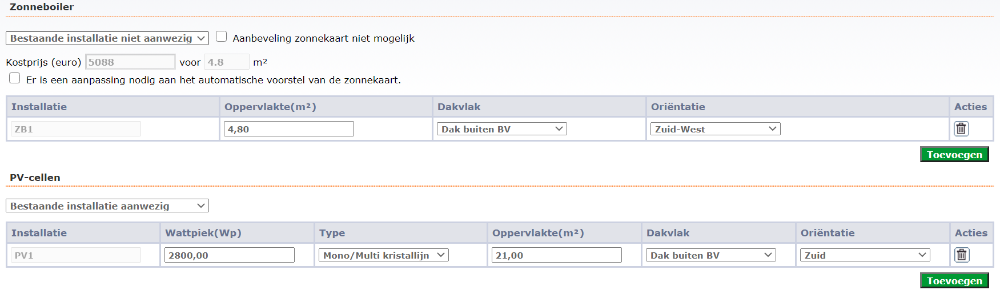 Zonneboiler
Bestaande installatie niet aanwezig Aanbeveling zonnekaart niet mogelijk
Kostprijs (euro) 5088 voor 4.8 m²
Er is een aanpassing nodig aan het automatische voorstel van de zonnekaart.
Installatie Oppervlakte(m²) Dakvlak Oriëntatie Acties
ZB1 4,80 Dak buiten BV Zuid-West
Toevoegen
PV-cellen
Bestaande installatie aanwezig
Installatie Wattpiek(Wp) Type Oppervlakte(m²) Dakvlak Oriëntatie Acties
PV1 2800,00 Mono/Multi kristallijn 21,00 Dak buiten BV Zuid
Toevoegen